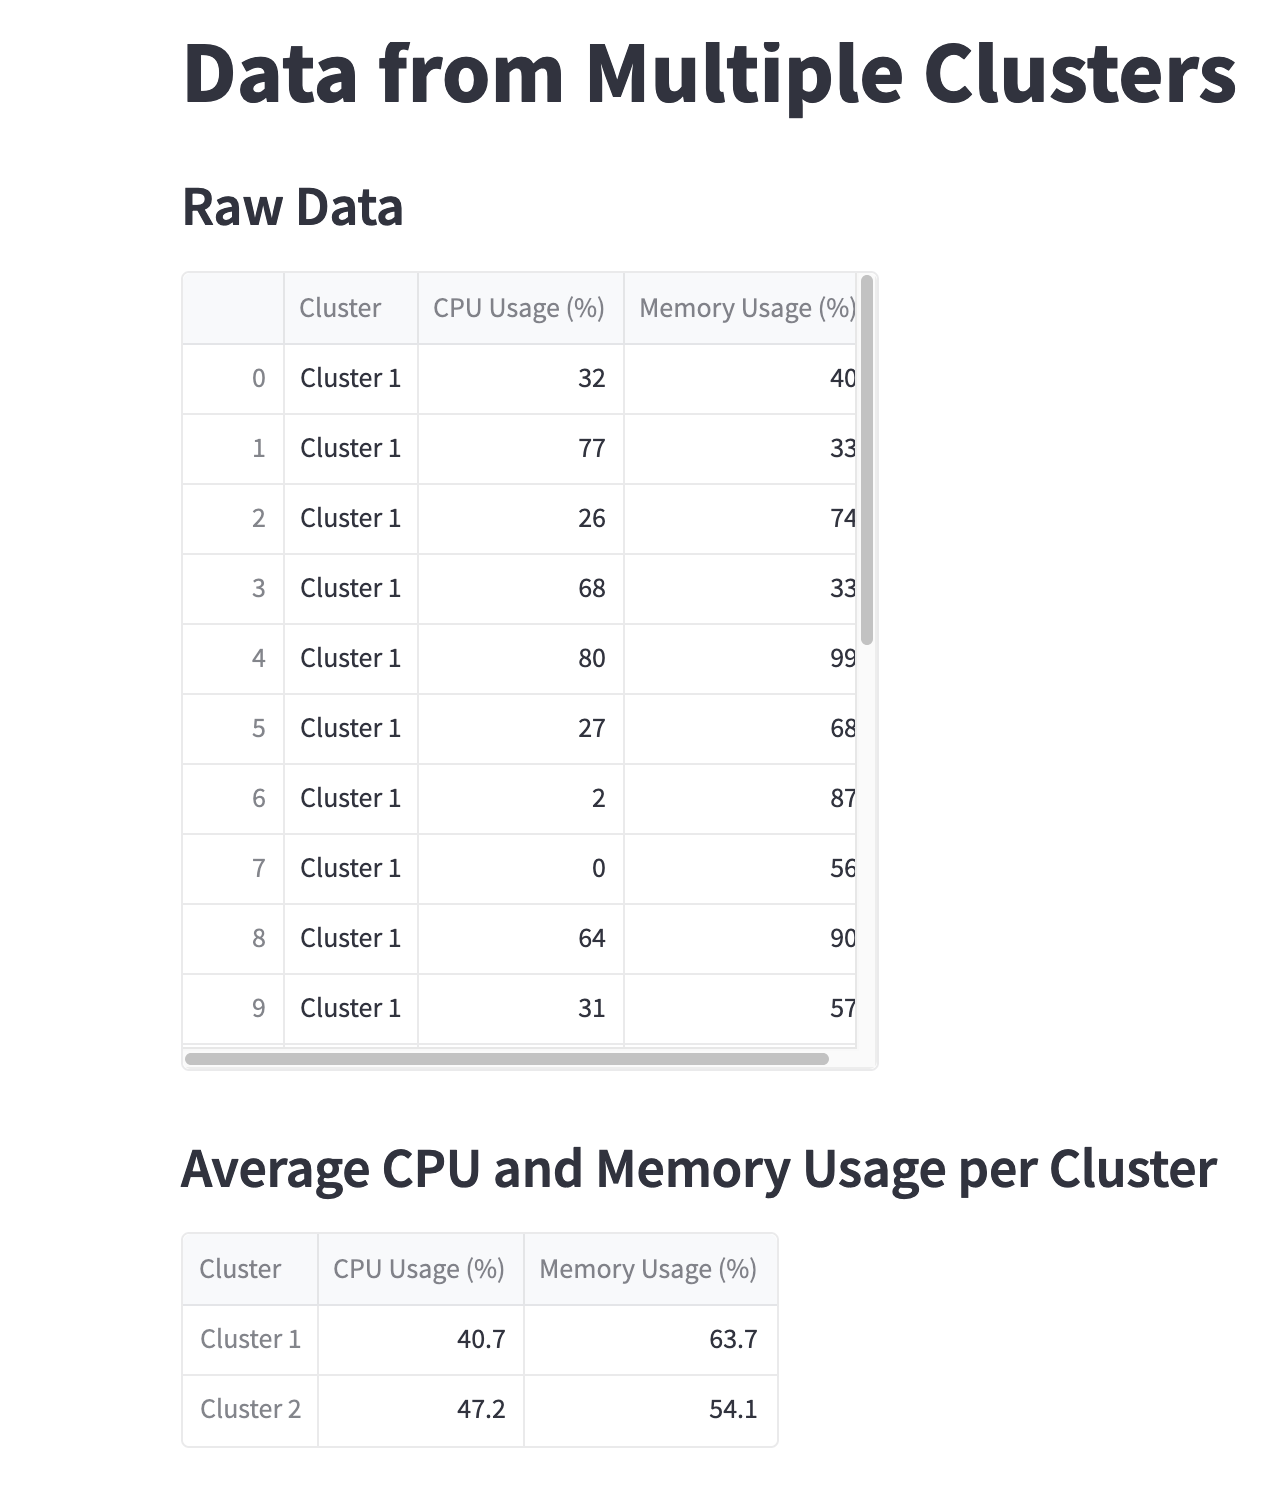 Data from Multiple Clusters
Raw Data
Cluster CPU Usage (%) Memory Usage (%)
0 Cluster 1 32 40
1 Cluster 1 77 33
2 Cluster 1 26 74
3 Cluster 1 68 33
4 Cluster 1 80 99
5 Cluster 1 27 68
6 Cluster 1 2 87
7 Cluster 1 0 56
8 Cluster 1 64 90
9 Cluster 1 31 57
Average CPU and Memory Usage per Cluster
Cluster CPU Usage (%) Memory Usage (%)
Cluster 1 40.7 63.7
Cluster 2 47.2 54.1